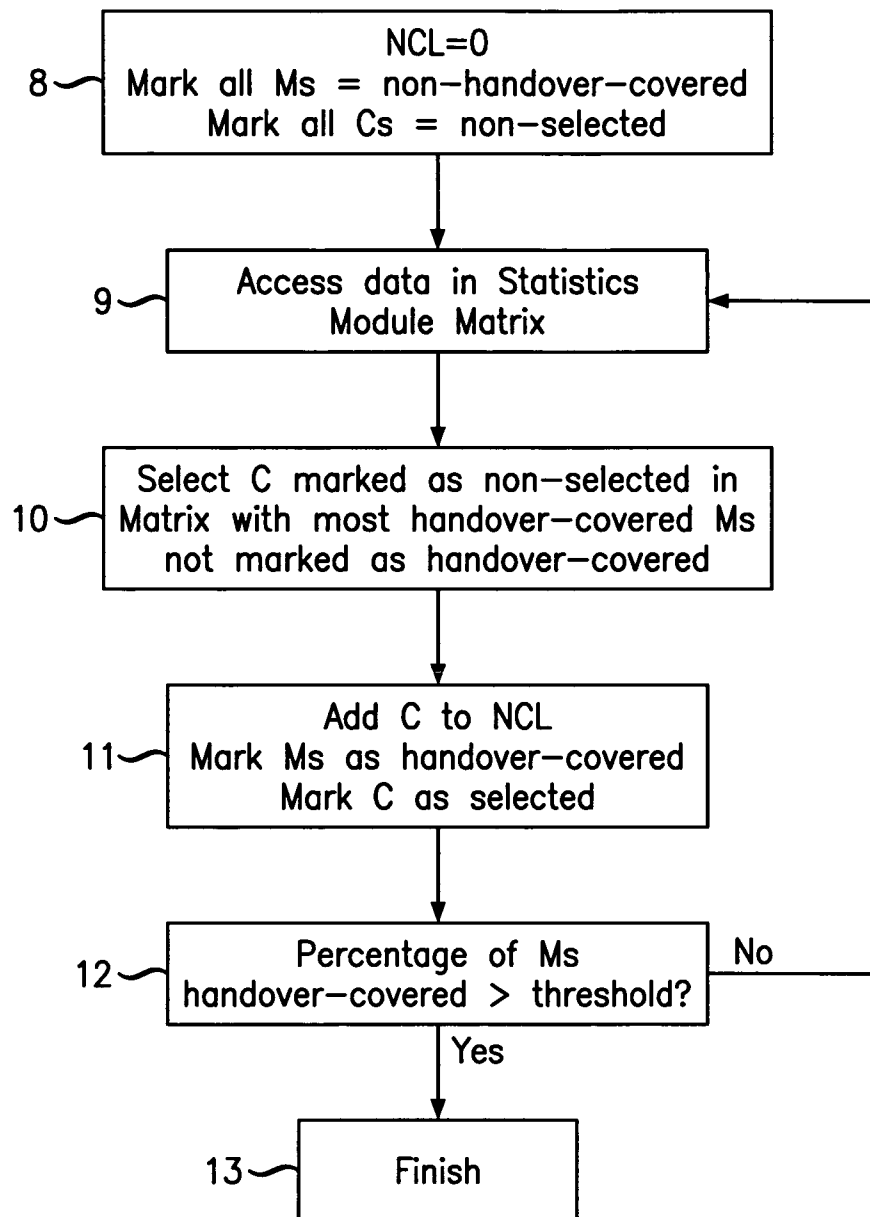 NCL=0
8
Mark all Ms = non-handover-covered
Mark all Cs = non-selected
Access data in Statistics
9
Module Matrix
Select C marked as non-selected in
10
Matrix with most handover-covered Ms
not marked as handover-covered
Add C to NCL
11
Mark Ms as handover-covered
Mark C as selected
Percentage of Ms
No
12
handover-covered > threshold?
Yes
13
Finish